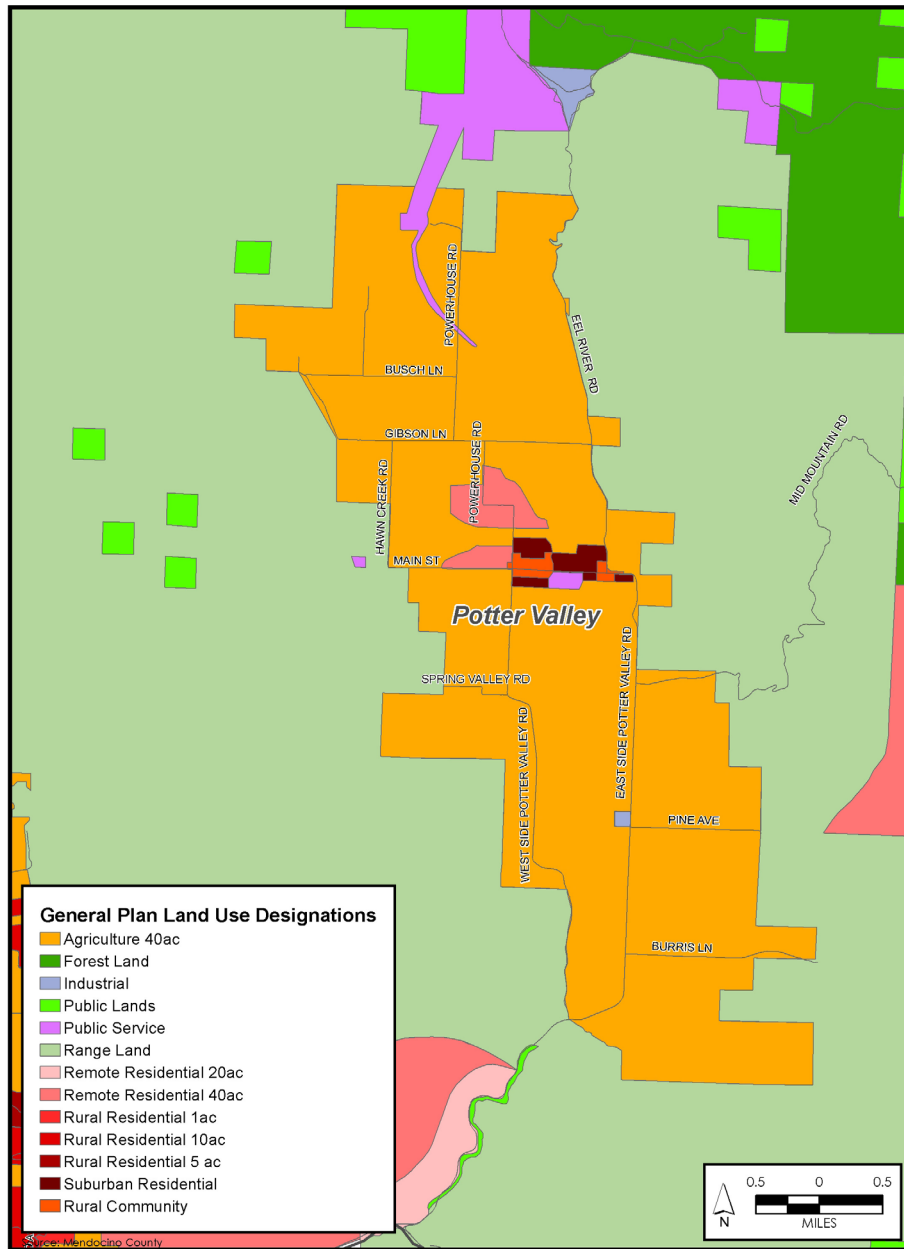 POWERHOUSE RD
EEL RIVER RD
BUSCH LN
GIBSON LN
POWERHOUSE RD
MID MOUNTAIN RD
HAWN CREEK RD
MAIN ST
Potter Valley
SPRING VALLEY RD
EAST SIDE POTTER VALLEY RD
WEST SIDE POTTER VALLEY RD
PINE AVE
BURRIS LN
General Plan Land Use Designations
Agriculture 40ac
Forest Land
Industrial
Public Lands
Public Service
Range Land
Remote Residential 20ac
Remote Residential 40ac
Rural Residential 1ac
Rural Residential 10ac
Rural Residential 5 ac
Suburban Residential
Rural Community
0.5 0 0.5
MILES
N
Source: Mendocino County